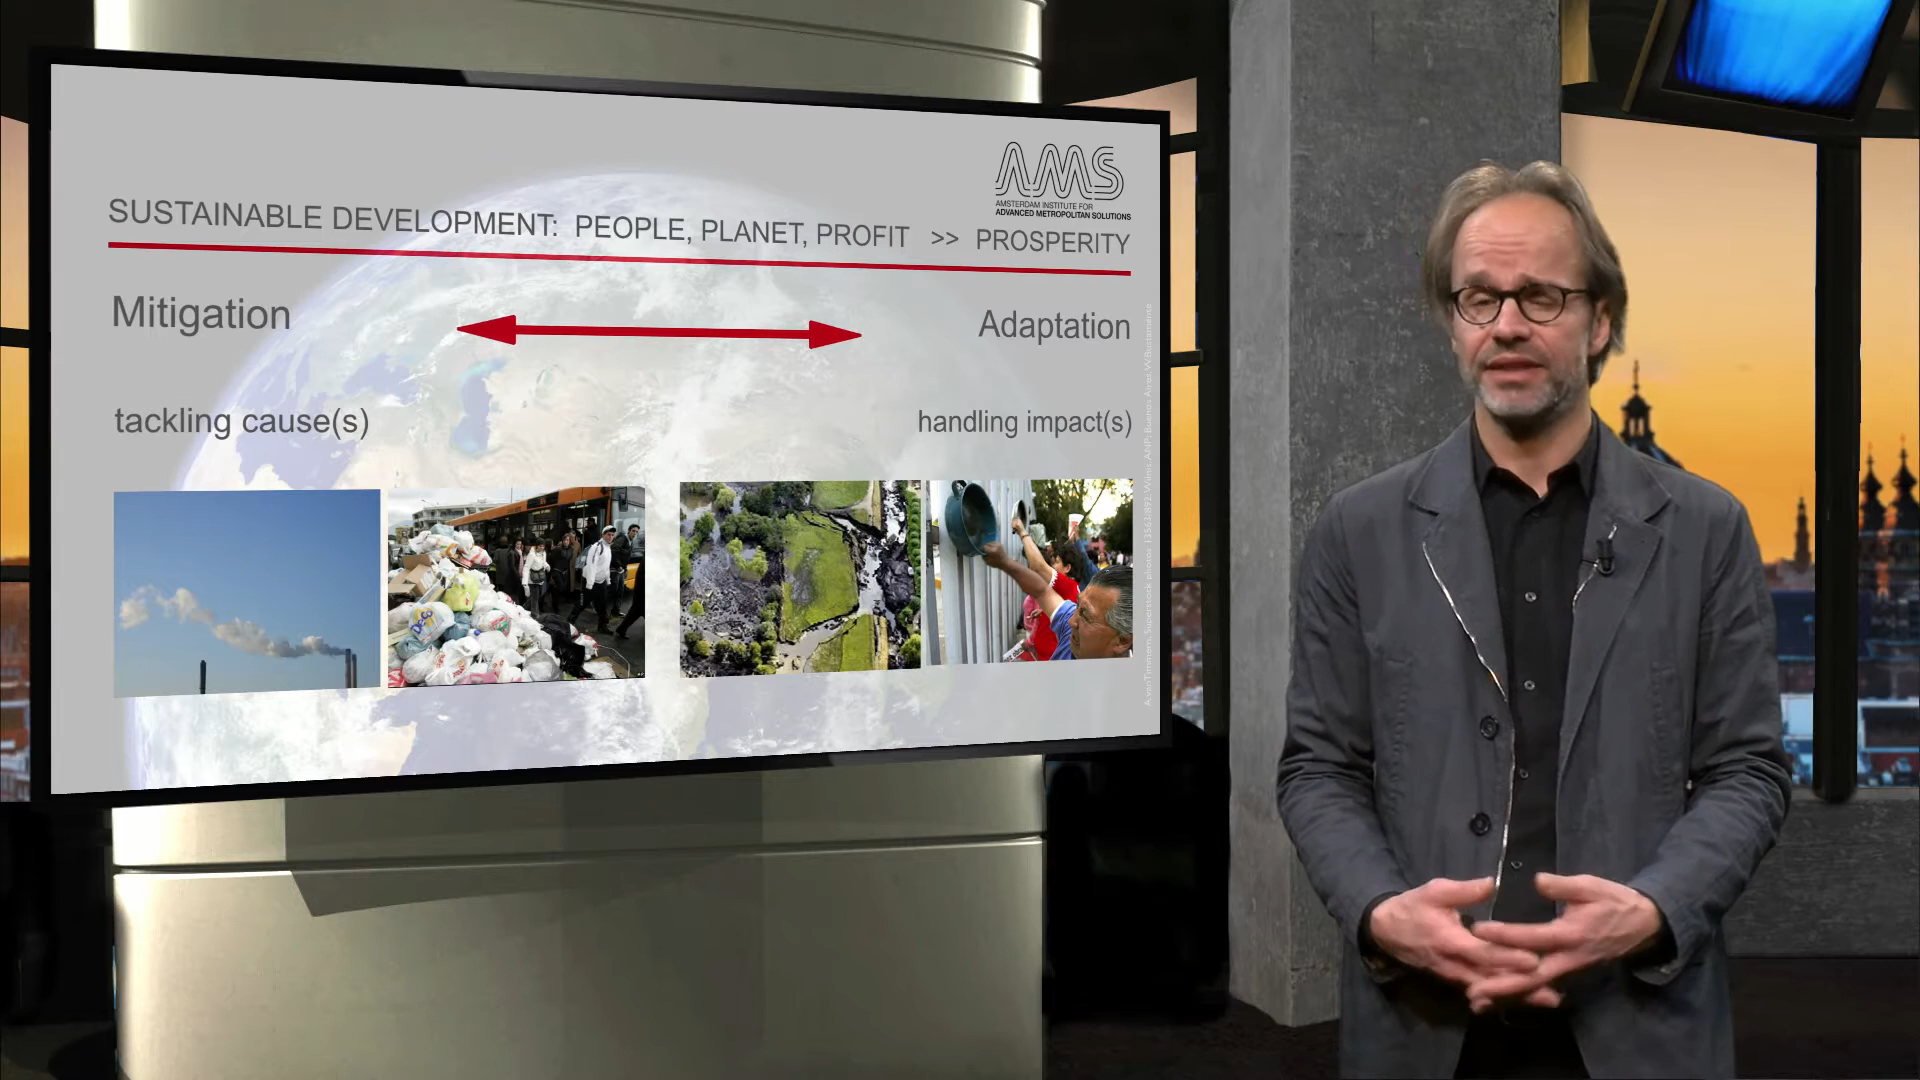 AMS
AMSTERDAM INSTITUTE FOR
ADVANCED METROPOLITAN SOLUTIONS
SUSTAINABLE DEVELOPMENT: PEOPLE, PLANET, PROFIT >> PROSPERITY
Mitigation
Adaptation
tackling cause(s)
handling impact(s)